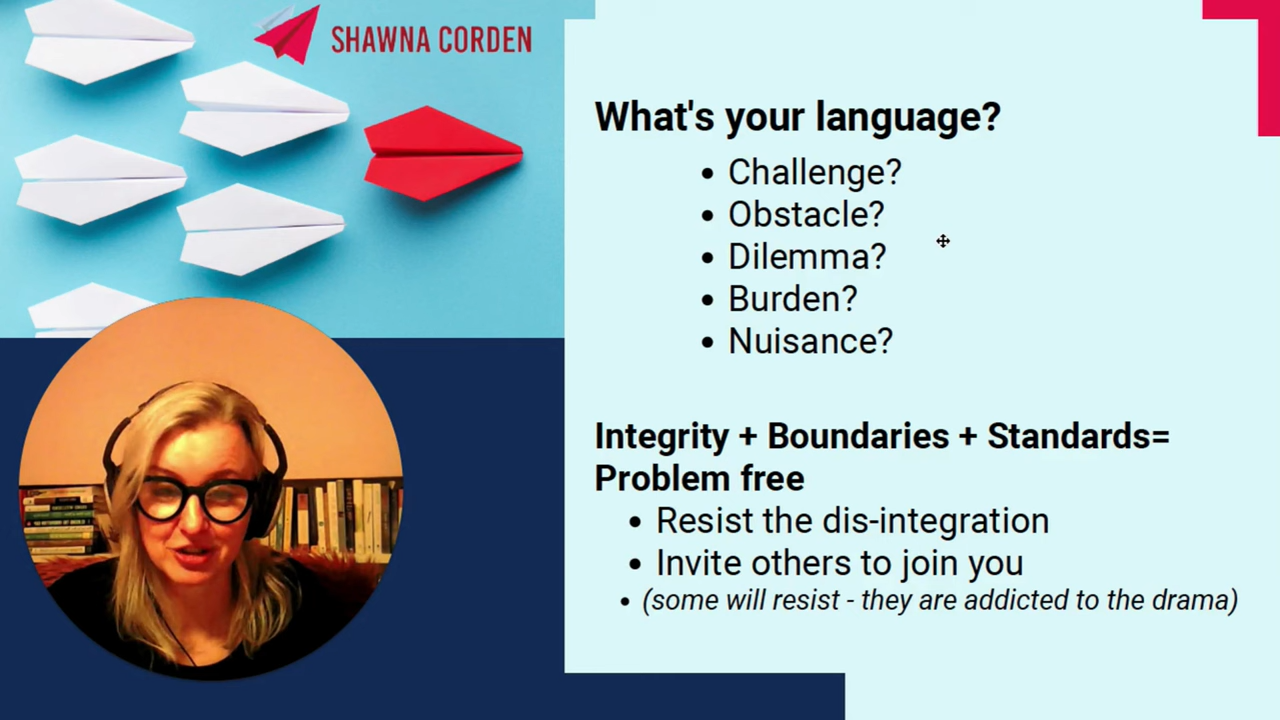 SHAWNA CORDEN
What's your language?
• Challenge?
• Obstacle?
• Dilemma?
• Burden?
• Nuisance?
Integrity + Boundaries + Standards=
Problem free
• Resist the dis-integration
• Invite others to join you
• (some will resist - they are addicted to the drama)